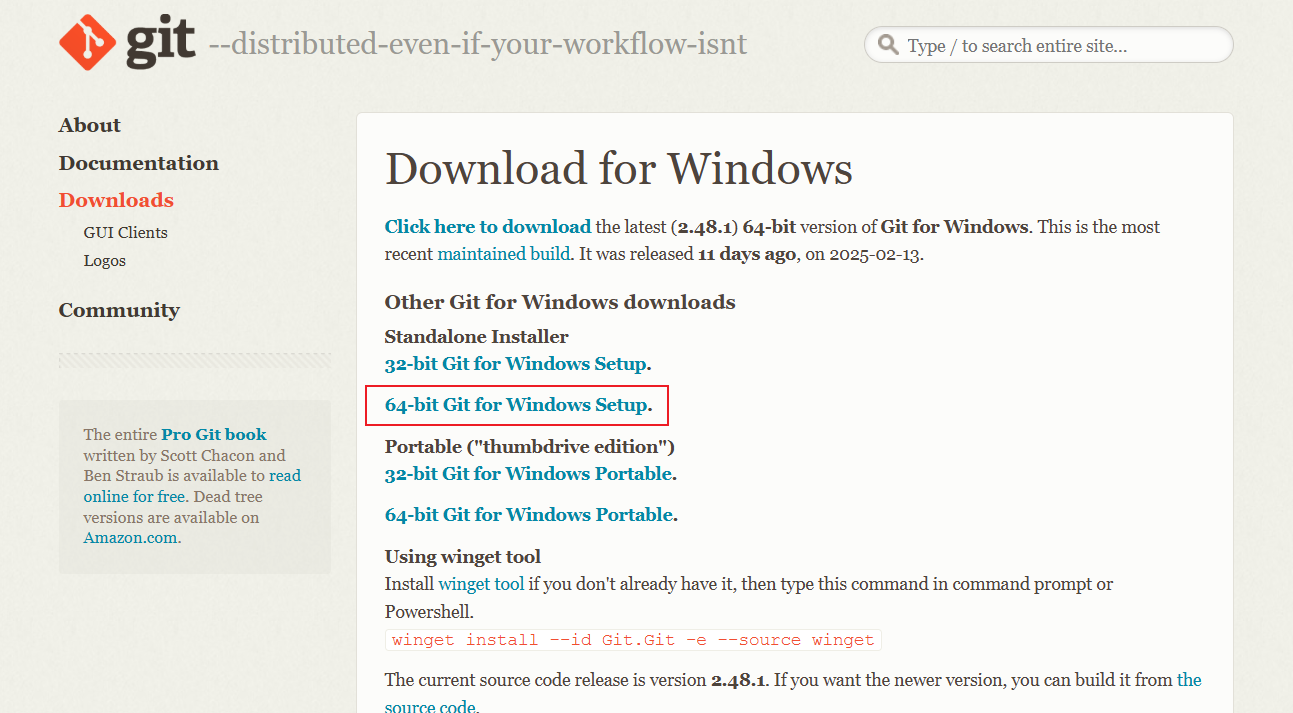 git --distributed-even-if-your-workflow-isnt
Type / to search entire site...
About
Documentation
Downloads
GUI Clients
Logos
Community
The entire Pro Git book
written by Scott Chacon and
Ben Straub is available to read
online for free. Dead tree
versions are available on
Amazon.com.
Download for Windows
Click here to download the latest (2.48.1) 64-bit version of Git for Windows. This is the most
recent maintained build. It was released 11 days ago, on 2025-02-13.
Other Git for Windows downloads
Standalone Installer
32-bit Git for Windows Setup.
64-bit Git for Windows Setup.
Portable ("thumbdrive edition")
32-bit Git for Windows Portable.
64-bit Git for Windows Portable.
Using winget tool
Install winget tool if you don't already have it, then type this command in command prompt or
Powershell.
winget install --id Git.Git -e --source winget
The current source code release is version 2.48.1. If you want the newer version, you can build it from the
source code.